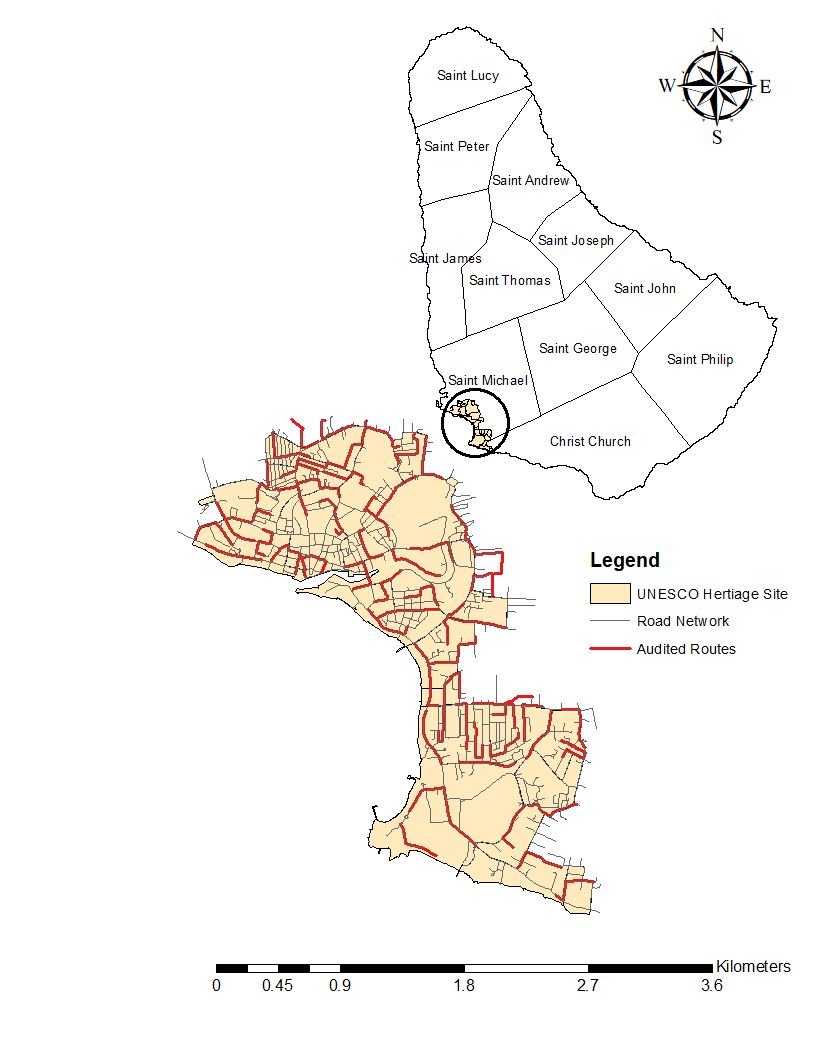 N
W E
S
Saint Lucy
Saint Peter
Saint Andrew
Saint Joseph
Saint James
Saint Thomas
Saint John
Saint George
Saint Philip
Saint Michael
Christ Church
Legend
UNESCO Hertiage Site
Road Network
Audited Routes
Kilometers
0 0.45 0.9 1.8 2.7 3.6